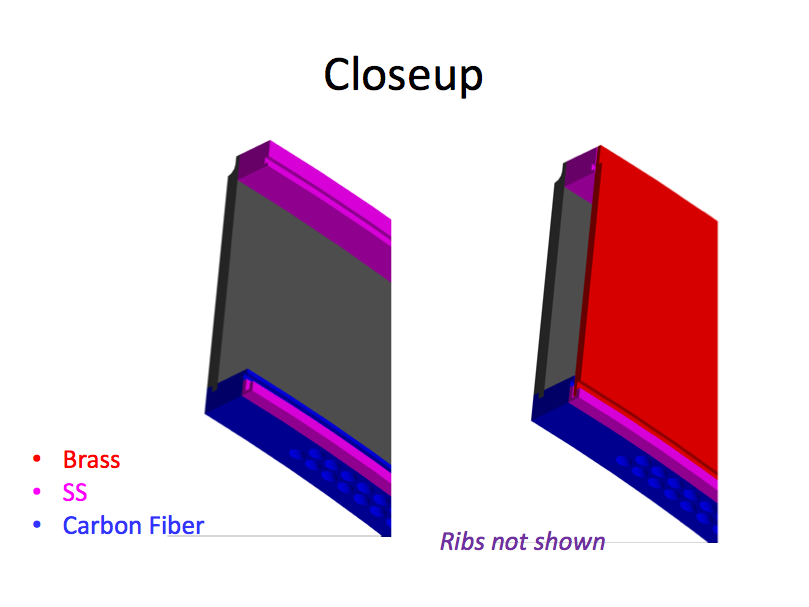 Closeup
• Brass
• SS
• Carbon Fiber
Ribs not shown